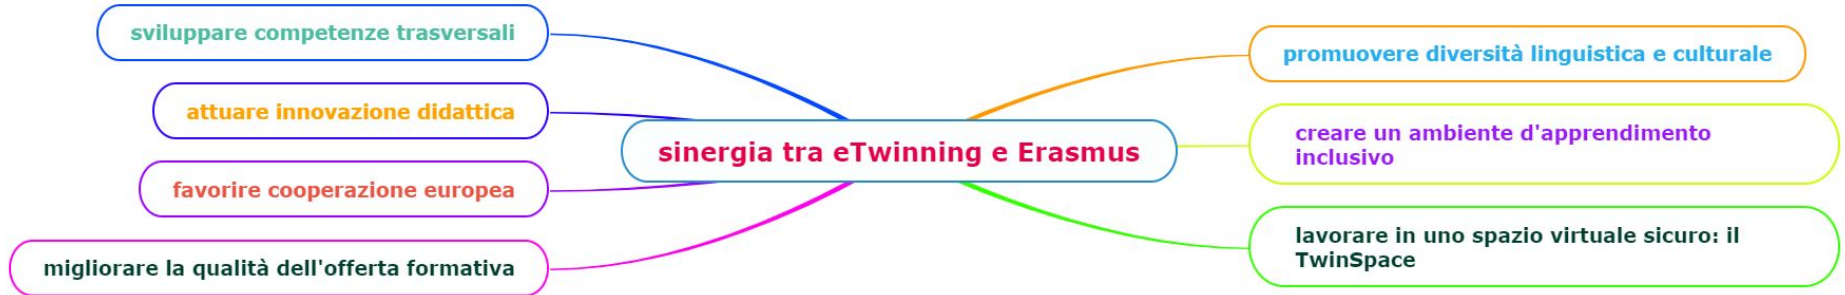 sviluppare competenze trasversali
attuare innovazione didattica
favorire cooperazione europea
migliorare la qualità dell'offerta formativa
sinergia tra eTwinning e Erasmus
promuovere diversità linguistica e culturale
creare un ambiente d'apprendimento
inclusivo
lavorare in uno spazio virtuale sicuro: il
TwinSpace